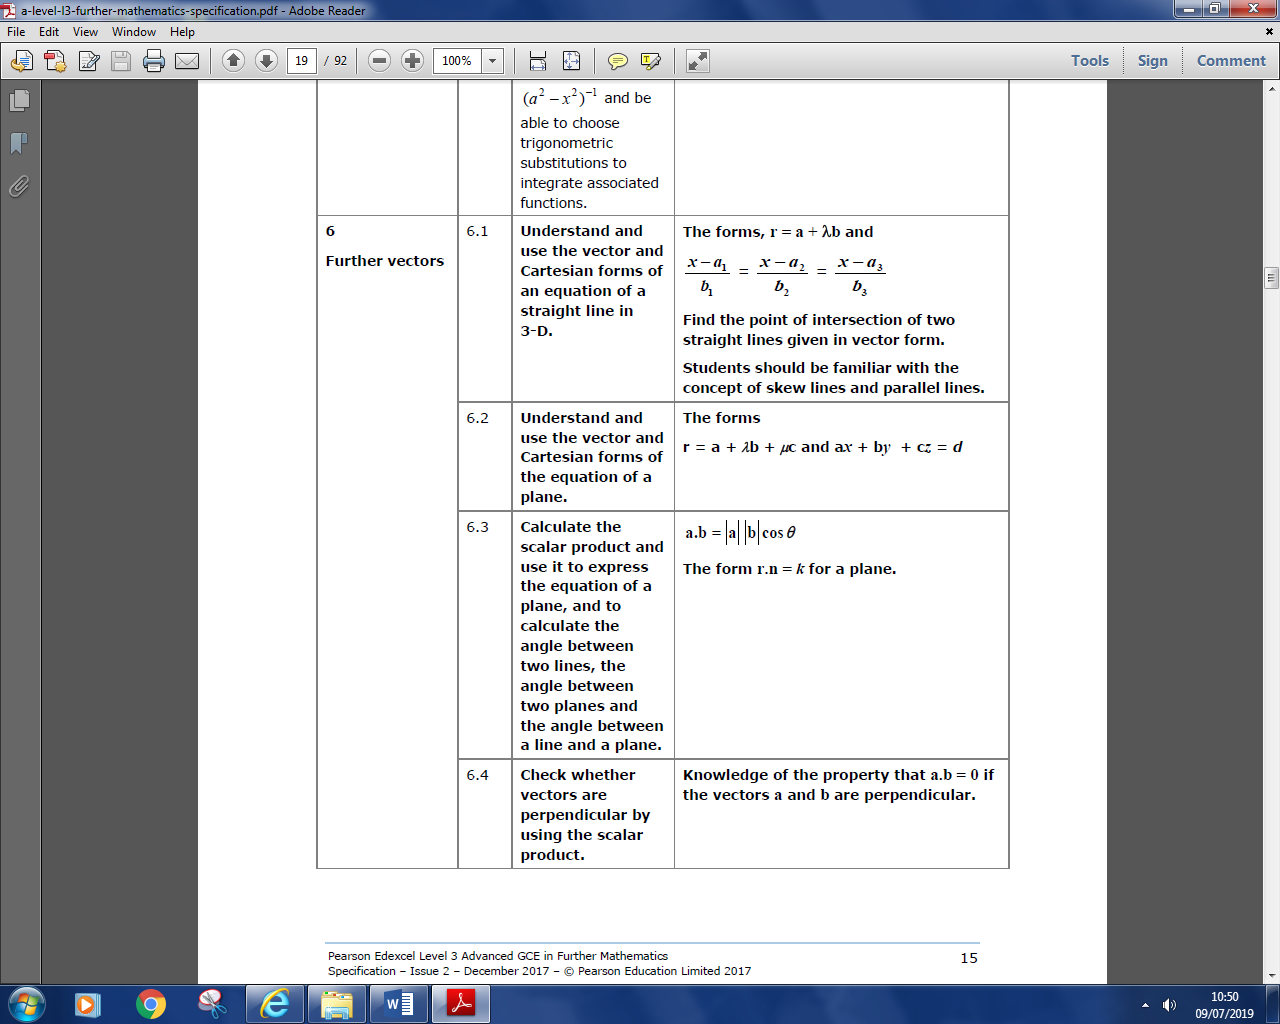 a-level-l3-further-mathematics-specification.pdf - Adobe Reader
File Edit View Window Help
19 / 92 100% Tools Sign Comment
(a² – x²)⁻¹ and be
able to choose
trigonometric
substitutions to
integrate associated
functions.
6
Further vectors
6.1
Understand and
use the vector and
Cartesian forms of
an equation of a
straight line in
3-D.
The forms, r = a + λb and
(x – a₁)/b₁ = (x – a₂)/b₂ = (x – a₃)/b₃
Find the point of intersection of two
straight lines given in vector form.
Students should be familiar with the
concept of skew lines and parallel lines.
6.2
Understand and
use the vector and
Cartesian forms of
the equation of a
plane.
The forms
r = a + λb + μc and ax + by + cz = d
6.3
Calculate the
scalar product and
use it to express
the equation of a
plane, and to
calculate the
angle between
two lines, the
angle between
two planes and
the angle between
a line and a plane.
a.b = |a| |b| cos θ
The form r.n = k for a plane.
6.4
Check whether
vectors are
perpendicular by
using the scalar
product.
Knowledge of the property that a.b = 0 if
the vectors a and b are perpendicular.
Pearson Edexcel Level 3 Advanced GCE in Further Mathematics
Specification – Issue 2 – December 2017 – © Pearson Education Limited 2017
15
10:50
09/07/2019